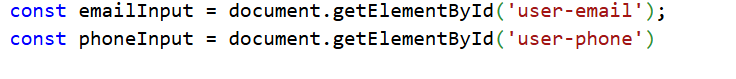 const emailInput = document.getElementById('user-email');
const phoneInput = document.getElementById('user-phone')